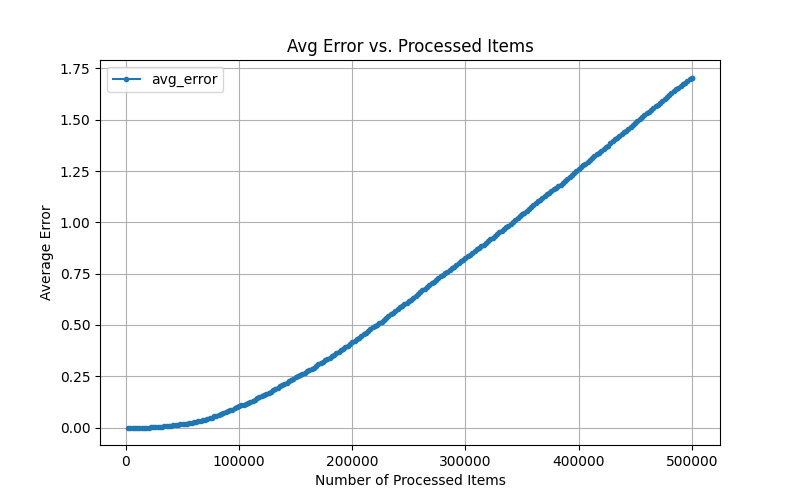 Avg Error vs. Processed Items
avg_error
1.75
1.50
1.25
1.00
0.75
0.50
0.25
0.00
Average Error
0 100000 200000 300000 400000 500000
Number of Processed Items